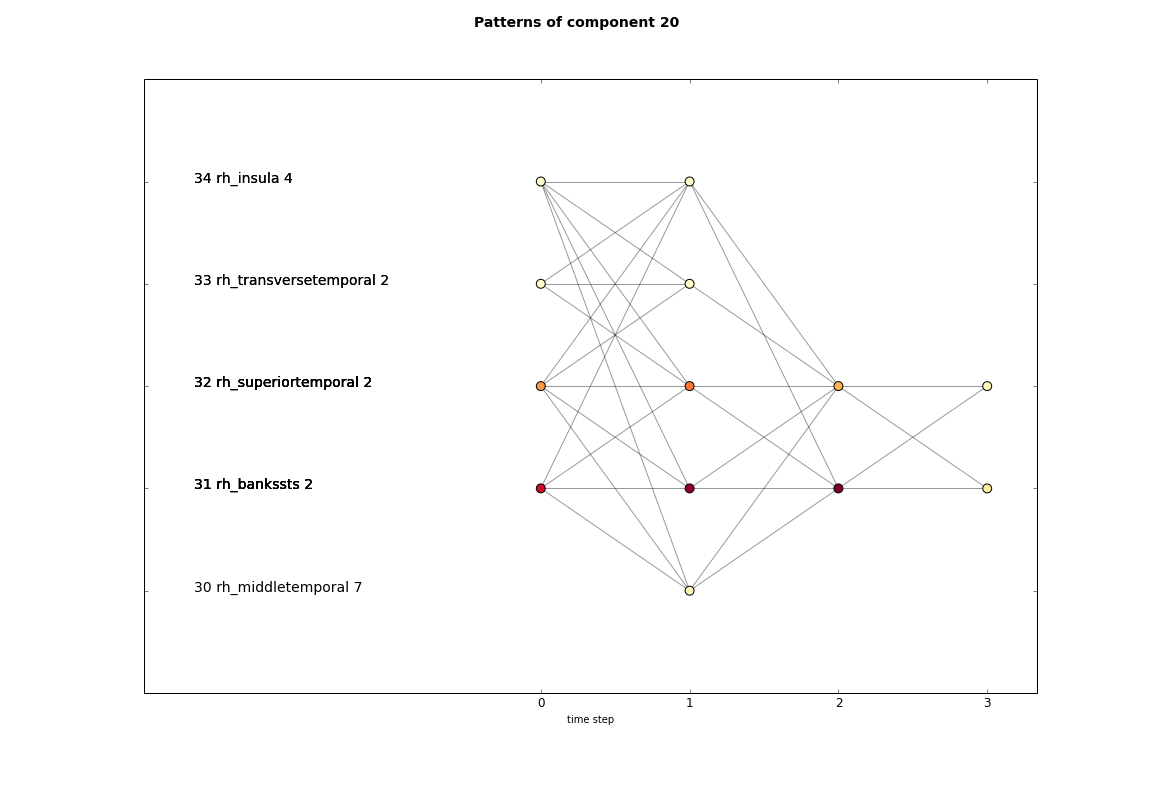 Patterns of component 20
34 rh_insula 4
33 rh_transversetemporal 2
32 rh_superiortemporal 2
31 rh_bankssts 2
30 rh_middletemporal 7
0 1 2 3
time step